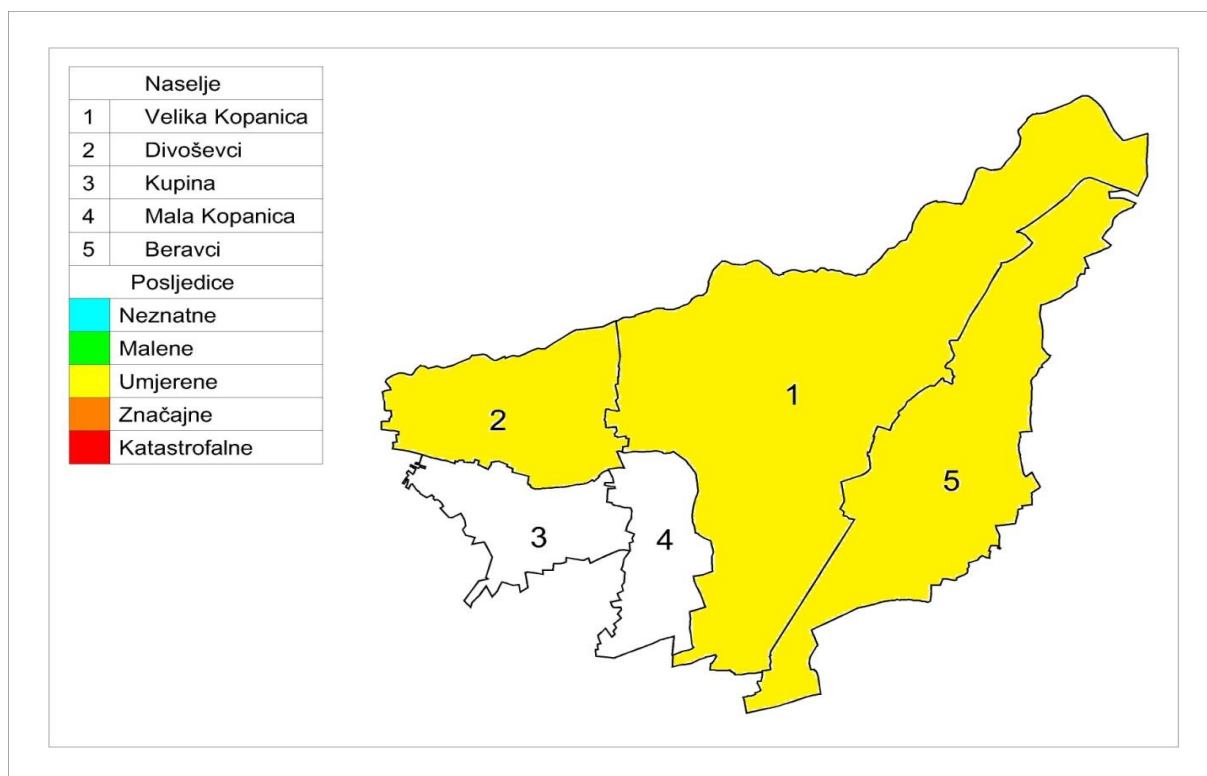 Naselje
1 Velika Kopanica
2 Divoševci
3 Kupina
4 Mala Kopanica
5 Beravci
Posljedice
Neznatne
Malene
Umjerene
Značajne
Katastrofalne
1
2
5
3
4